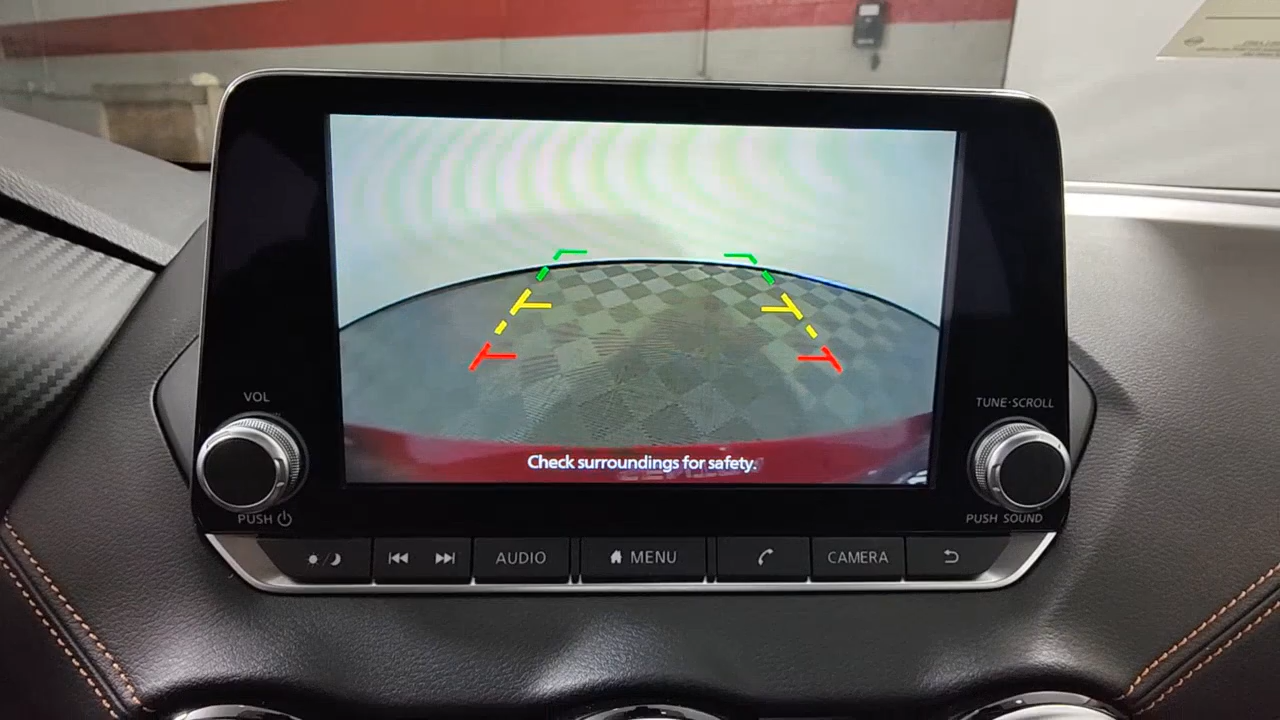 VOL
TUNE·SCROLL
Check surroundings for safety.
PUSH
PUSH SOUND
AUDIO
MENU
CAMERA